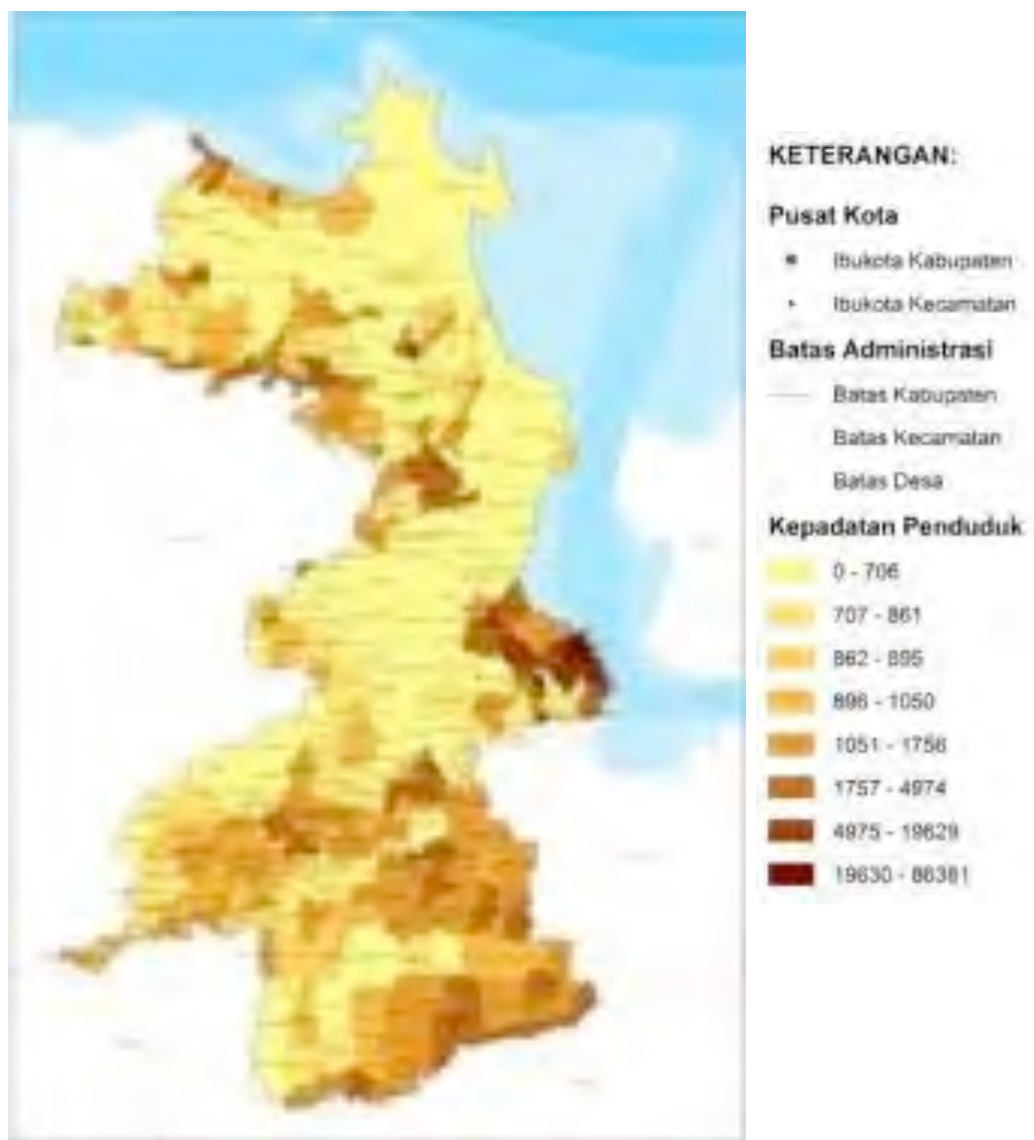 KETERANGAN:
Pusat Kota
Ibukota Kabupaten
Ibukota Kecamatan
Batas Administrasi
Batas Kabupaten
Batas Kecamatan
Batas Desa
Kepadatan Penduduk
0 - 706
707 - 861
862 - 895
896 - 1050
1051 - 1756
1757 - 4974
4975 - 19629
19630 - 86381